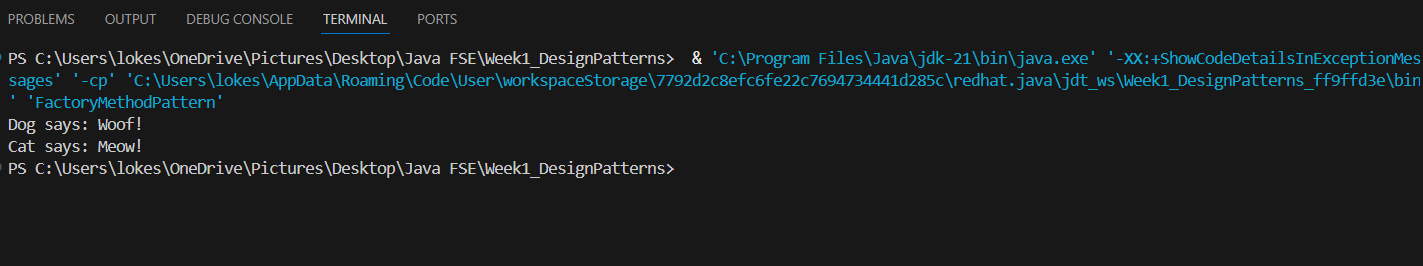 PROBLEMS OUTPUT DEBUG CONSOLE TERMINAL PORTS
PS C:\Users\lokes\OneDrive\Pictures\Desktop\Java FSE\Week1_DesignPatterns>  & 'C:\Program Files\Java\jdk-21\bin\java.exe' '-XX:+ShowCodeDetailsInExceptionMes
sages' '-cp' 'C:\Users\lokes\AppData\Roaming\Code\User\workspaceStorage\7792d2c8efc6fe22c7694734441d285c\redhat.java\jdt_ws\Week1_DesignPatterns_ff9ffd3e\bin
' 'FactoryMethodPattern'
Dog says: Woof!
Cat says: Meow!
PS C:\Users\lokes\OneDrive\Pictures\Desktop\Java FSE\Week1_DesignPatterns>